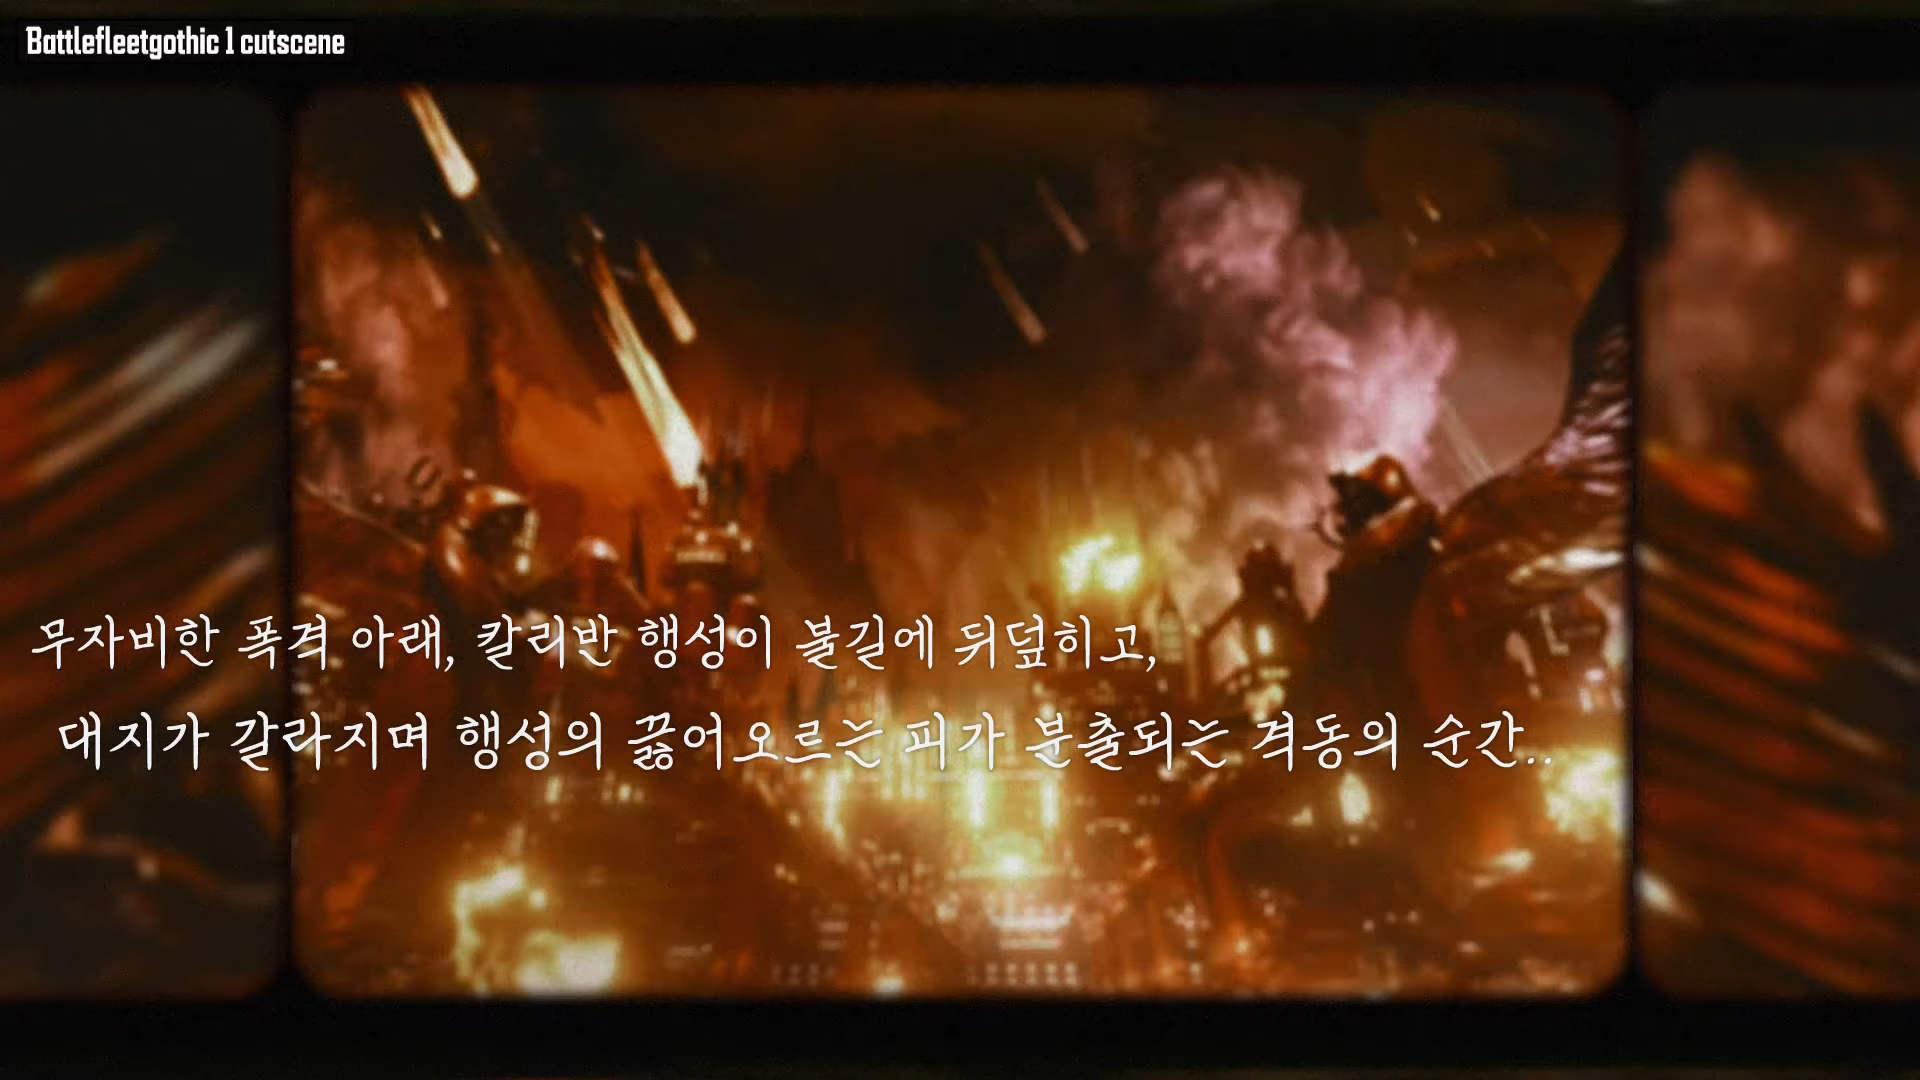 Battlefleetgothic 1 cutscene
무자비한 폭격 아래, 칼리반 행성이 불길에 뒤덮히고,
대지가 갈라지며 행성의 끓어오르는 피가 분출되는 격동의 순간..